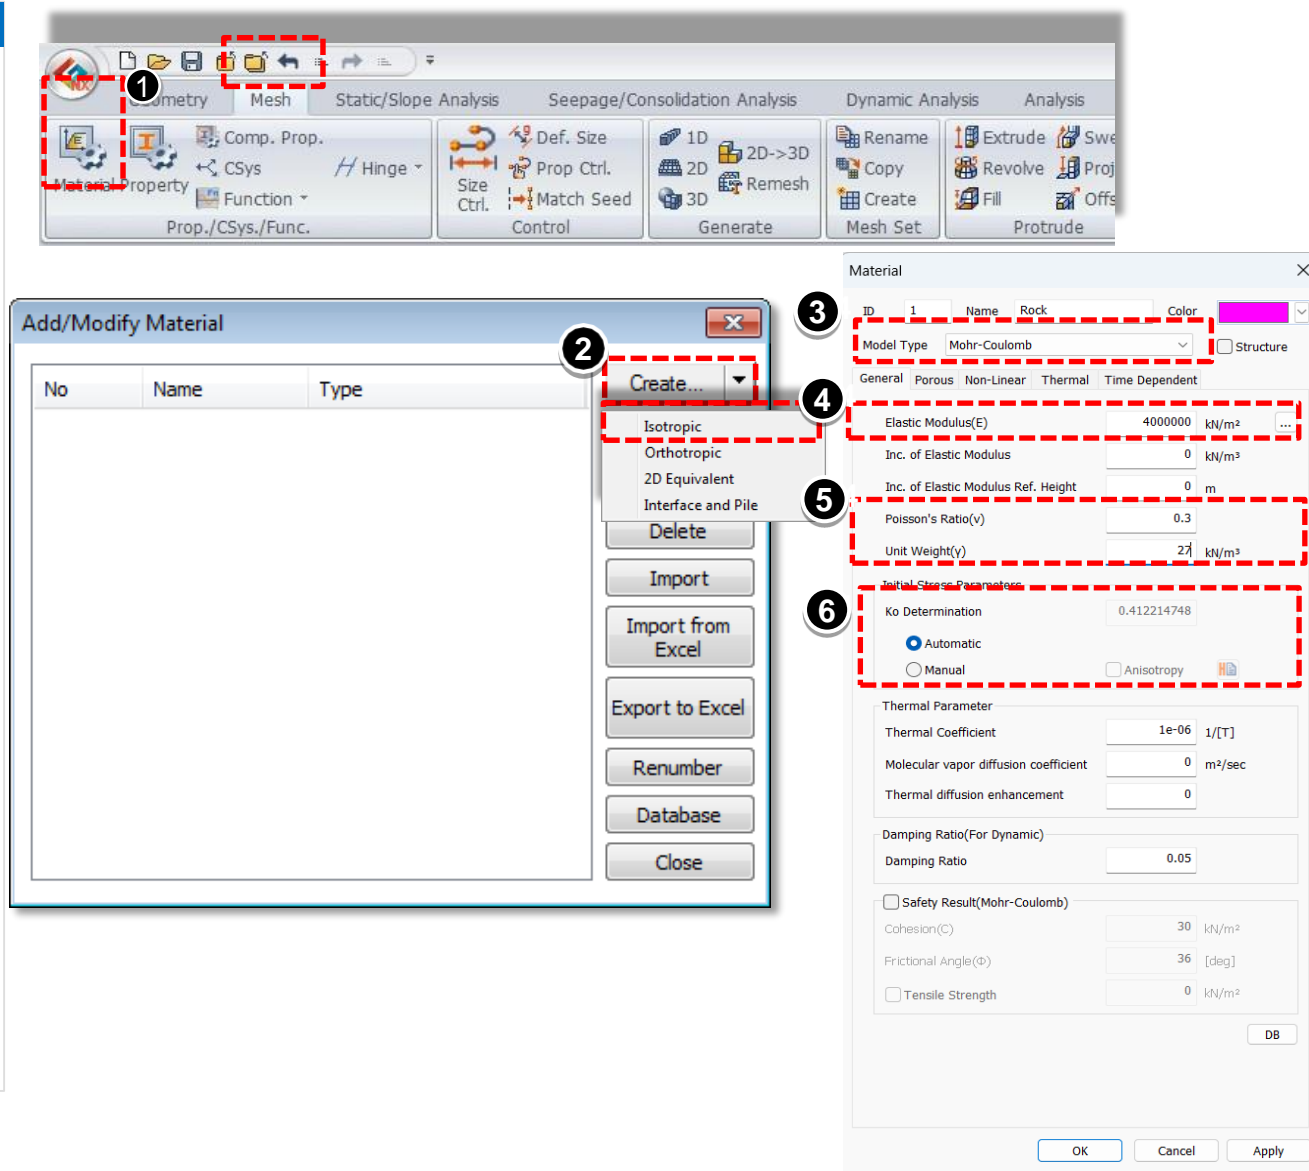 1
NX
Geometry Mesh Static/Slope Analysis Seepage/Consolidation Analysis Dynamic Analysis Analysis
Material
Property
Comp. Prop.
CSys
Function
Hinge
Prop./CSys./Func.
Size
Ctrl.
Def. Size
Prop Ctrl.
Match Seed
Control
1D
2D
3D
2D->3D
Remesh
Generate
Rename
Copy
Create
Mesh Set
Extrude
Revolve
Fill
Swe
Proj
Offs
Protrude
Add/Modify Material
No Name Type
2
Create...
Isotropic
Orthotropic
2D Equivalent
Interface and Pile
Delete
Import
Import from
Excel
Export to Excel
Renumber
Database
Close
Material
3
ID 1 Name Rock Color
Model Type Mohr-Coulomb Structure
General Porous Non-Linear Thermal Time Dependent
4
Elastic Modulus(E) 4000000 kN/m² ...
Inc. of Elastic Modulus 0 kN/m³
Inc. of Elastic Modulus Ref. Height 0 m
5
Poisson's Ratio(ν) 0.3
Unit Weight(γ) 27 kN/m³
Initial Stress Parameters
6
Ko Determination 0.412214748
Automatic
Manual Anisotropy
Thermal Parameter
Thermal Coefficient 1e-06 1/[T]
Molecular vapor diffusion coefficient 0 m²/sec
Thermal diffusion enhancement 0
Damping Ratio(For Dynamic)
Damping Ratio 0.05
Safety Result(Mohr-Coulomb)
Cohesion(C) 30 kN/m²
Frictional Angle(Φ) 36 [deg]
Tensile Strength 0 kN/m²
DB
OK Cancel Apply